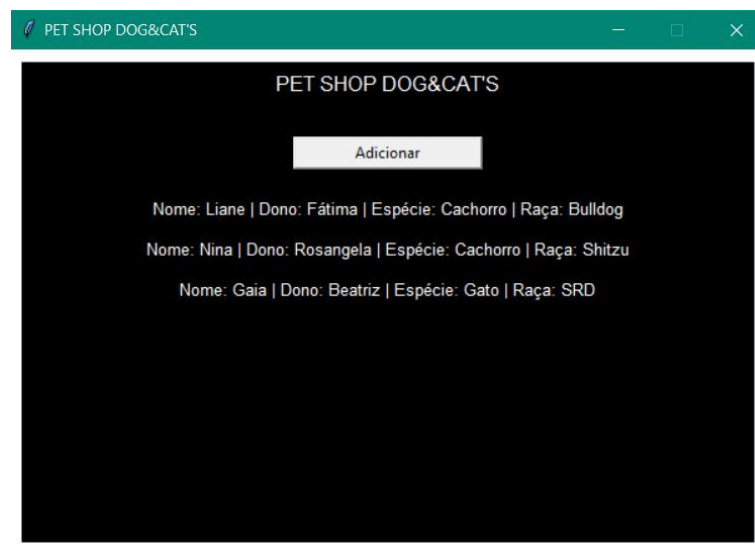 PET SHOP DOG&CAT'S
PET SHOP DOG&CAT'S
Adicionar
Nome: Liane | Dono: Fátima | Espécie: Cachorro | Raça: Bulldog
Nome: Nina | Dono: Rosangela | Espécie: Cachorro | Raça: Shitzu
Nome: Gaia | Dono: Beatriz | Espécie: Gato | Raça: SRD